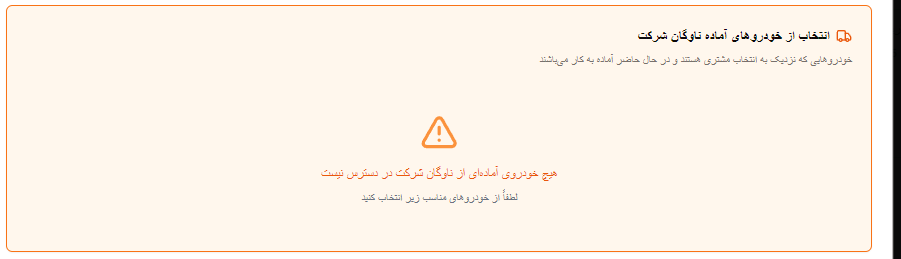 انتخاب از خودروهای آماده ناوگان شرکت
خودروهایی که نزدیک به انتخاب مشتری هستند و در حال حاضر آماده به کار می‌باشند
هیچ خودروی آماده‌ای از ناوگان شرکت در دسترس نیست
لطفاً از خودروهای مناسب زیر انتخاب کنید